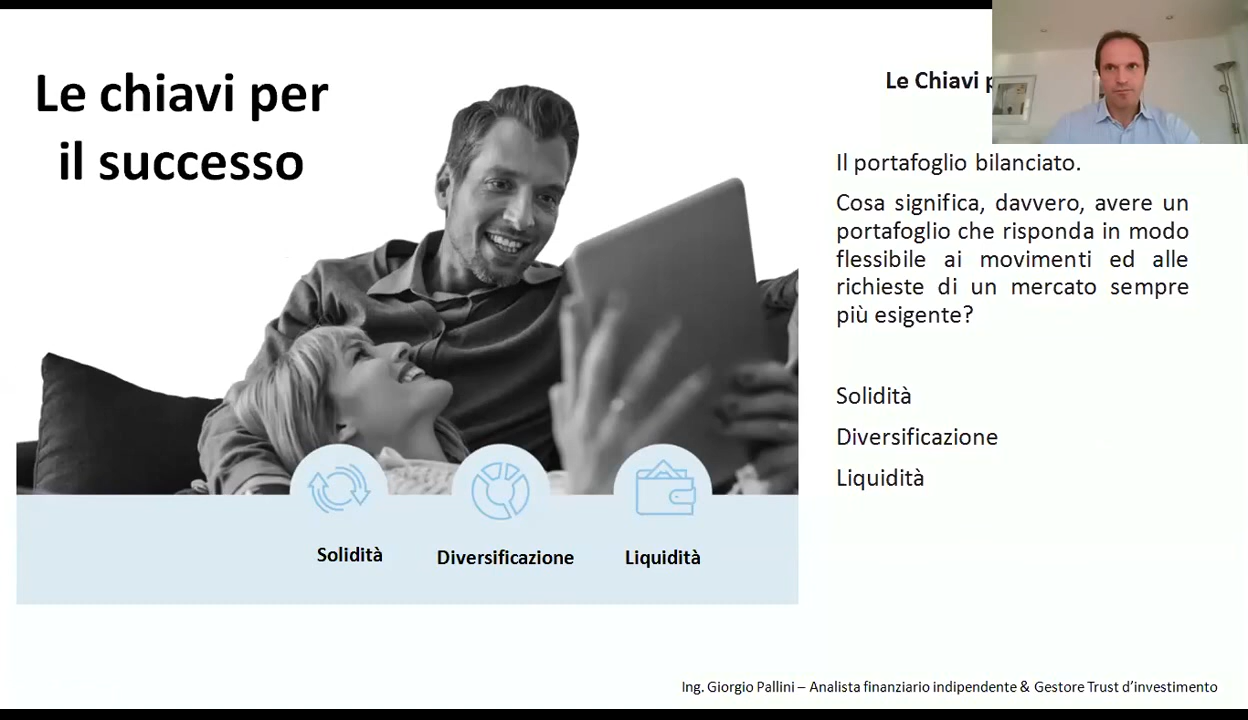 Le chiavi per
il successo
Le Chiavi
Il portafoglio bilanciato.
Cosa significa, davvero, avere un
portafoglio che risponda in modo
flessibile ai movimenti ed alle
richieste di un mercato sempre
più esigente?
Solidità
Diversificazione
Liquidità
Solidità
Diversificazione
Liquidità
Ing. Giorgio Pallini – Analista finanziario indipendente & Gestore Trust d’investimento